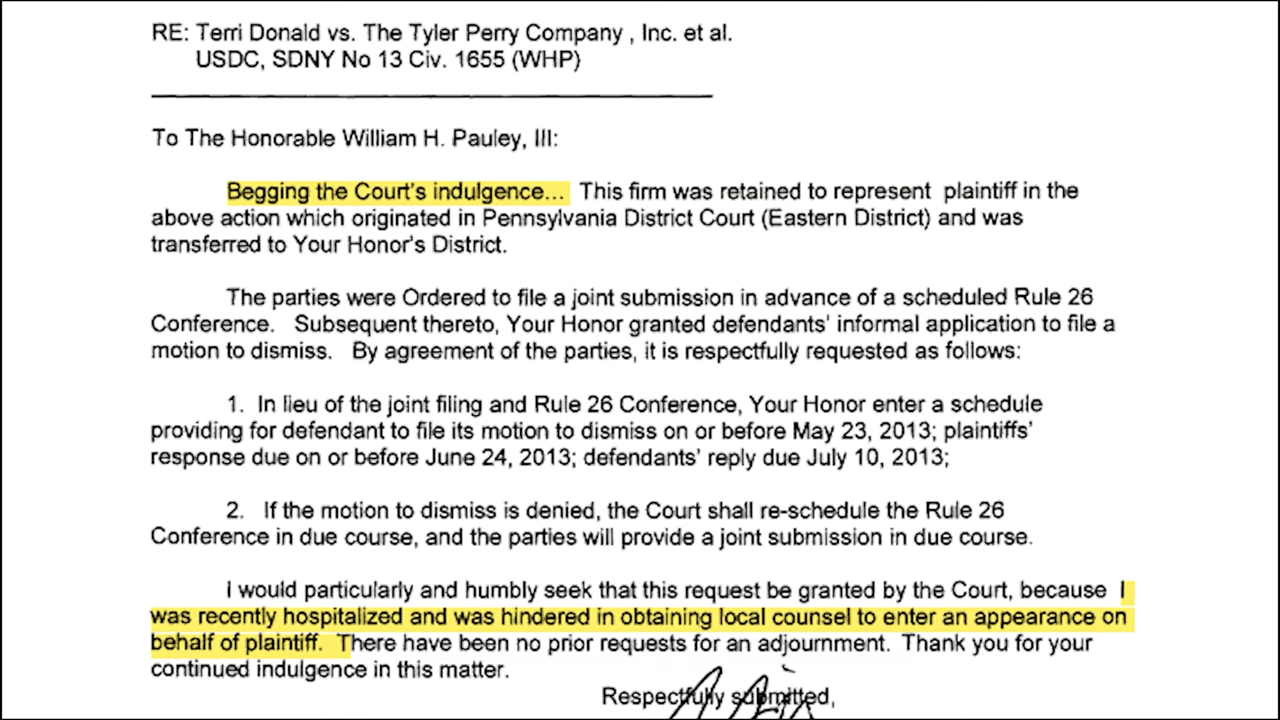 RE: Terri Donald vs. The Tyler Perry Company , Inc. et al.
USDC, SDNY No 13 Civ. 1655 (WHP)
To The Honorable William H. Pauley, III:
Begging the Court's indulgence... This firm was retained to represent plaintiff in the
above action which originated in Pennsylvania District Court (Eastern District) and was
transferred to Your Honor's District.
The parties were Ordered to file a joint submission in advance of a scheduled Rule 26
Conference. Subsequent thereto, Your Honor granted defendants' informal application to file a
motion to dismiss. By agreement of the parties, it is respectfully requested as follows:
1. In lieu of the joint filing and Rule 26 Conference, Your Honor enter a schedule
providing for defendant to file its motion to dismiss on or before May 23, 2013; plaintiffs'
response due on or before June 24, 2013; defendants' reply due July 10, 2013;
2. If the motion to dismiss is denied, the Court shall re-schedule the Rule 26
Conference in due course, and the parties will provide a joint submission in due course.
I would particularly and humbly seek that this request be granted by the Court, because I
was recently hospitalized and was hindered in obtaining local counsel to enter an appearance on
behalf of plaintiff. There have been no prior requests for an adjournment. Thank you for your
continued indulgence in this matter.
Respectfully submitted,